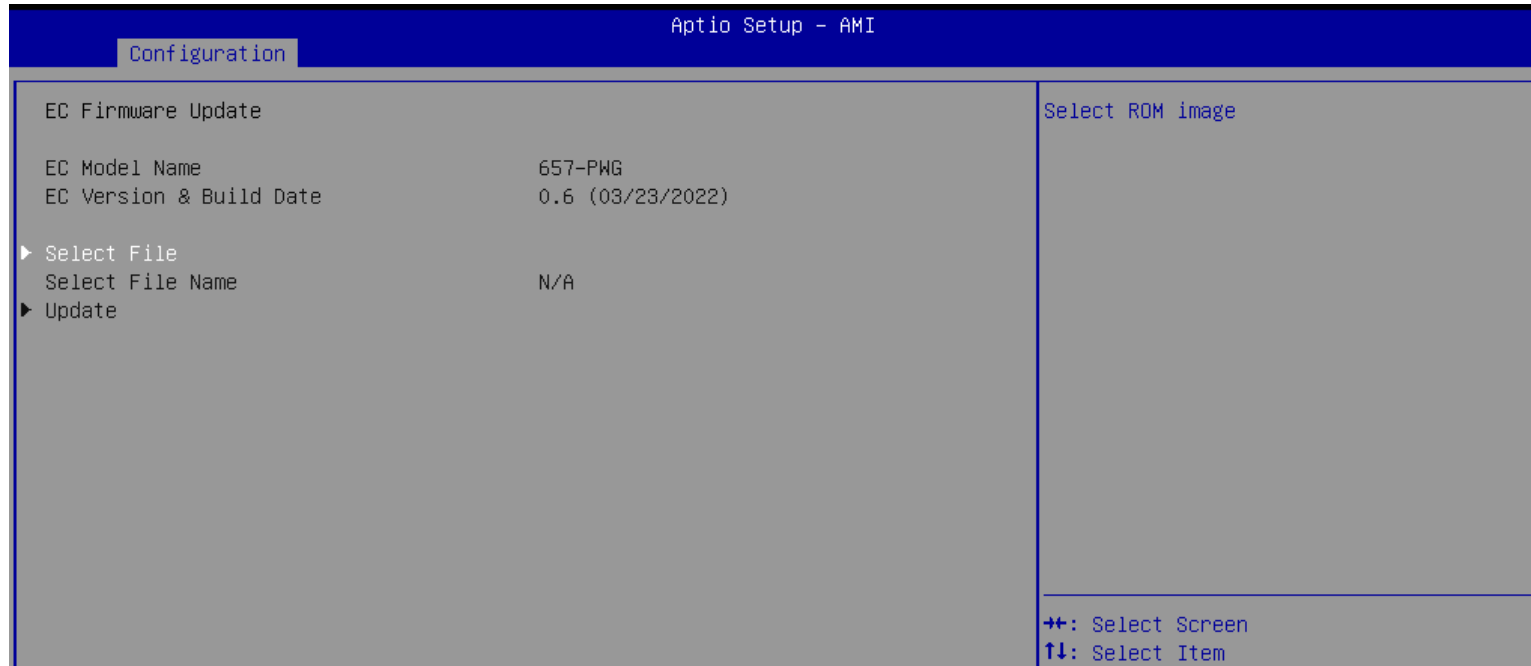 Aptio Setup - AMI
Configuration
EC Firmware Update
Select ROM image
EC Model Name 657-PWG
EC Version & Build Date 0.6 (03/23/2022)
▶ Select File
Select File Name N/A
▶ Update
→←: Select Screen
↑↓: Select Item